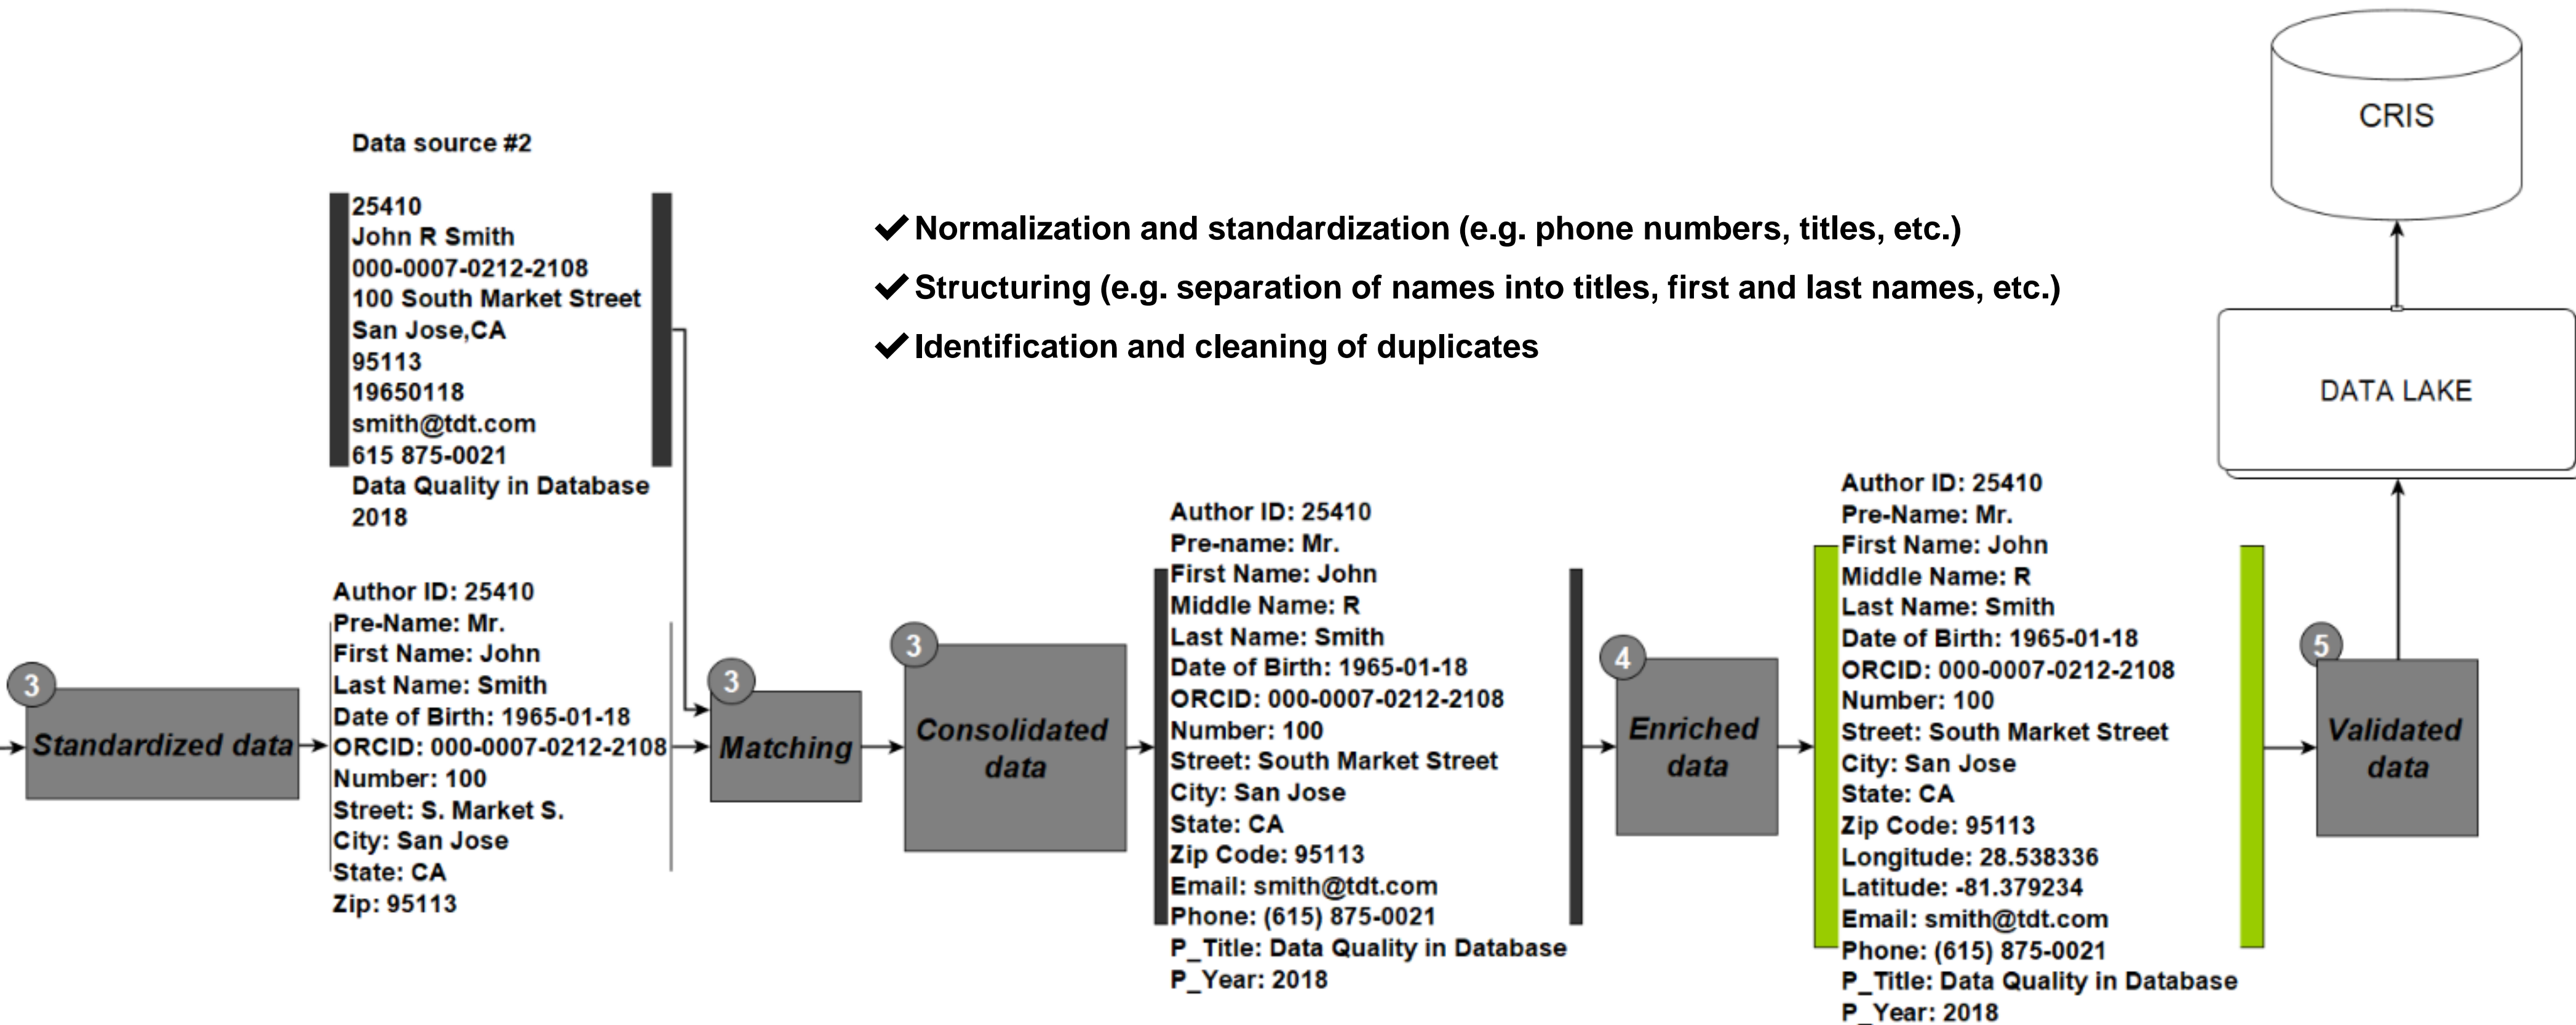 CRIS
DATA LAKE
Data source #2
25410
John R Smith
000-0007-0212-2108
100 South Market Street
San Jose,CA
95113
19650118
smith@tdt.com
615 875-0021
Data Quality in Database
2018
✔ Normalization and standardization (e.g. phone numbers, titles, etc.)
✔ Structuring (e.g. separation of names into titles, first and last names, etc.)
✔ Identification and cleaning of duplicates
3
Standardized data
Author ID: 25410
Pre-Name: Mr.
First Name: John
Last Name: Smith
Date of Birth: 1965-01-18
ORCID: 000-0007-0212-2108
Number: 100
Street: S. Market S.
City: San Jose
State: CA
Zip: 95113
3
Matching
3
Consolidated
data
Author ID: 25410
Pre-name: Mr.
First Name: John
Middle Name: R
Last Name: Smith
Date of Birth: 1965-01-18
ORCID: 000-0007-0212-2108
Number: 100
Street: South Market Street
City: San Jose
State: CA
Zip Code: 95113
Email: smith@tdt.com
Phone: (615) 875-0021
P_Title: Data Quality in Database
P_Year: 2018
4
Enriched
data
Author ID: 25410
Pre-Name: Mr.
First Name: John
Middle Name: R
Last Name: Smith
Date of Birth: 1965-01-18
ORCID: 000-0007-0212-2108
Number: 100
Street: South Market Street
City: San Jose
State: CA
Zip Code: 95113
Longitude: 28.538336
Latitude: -81.379234
Email: smith@tdt.com
Phone: (615) 875-0021
P_Title: Data Quality in Database
P_Year: 2018
5
Validated
data